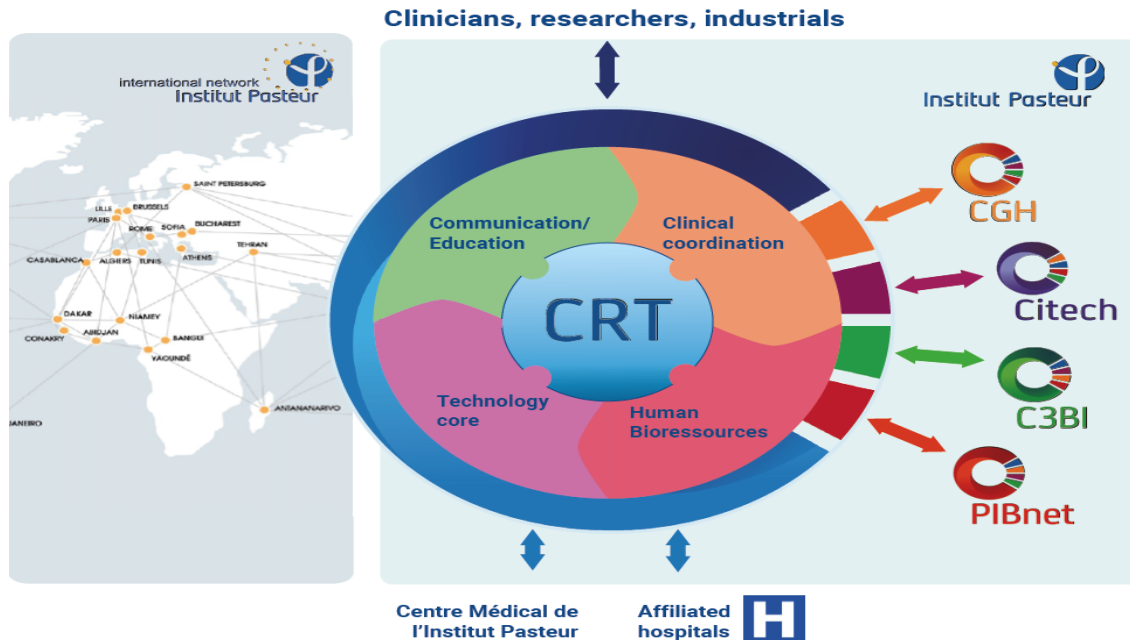 Clinicians, researchers, industrials
international network
Institut Pasteur
SAINT PETERSBURG
LILLE
BRUSSELS
PARIS
ROME
SOFIA
BUCHAREST
TEHRAN
CASABLANCA
ALGIERS
TUNIS
ATHENS
DAKAR
NIAMEY
CONAKRY
ABIDJAN
BANGUI
YAOUNDÉ
ANTANANARIVO
JANEIRO
Institut Pasteur
Communication/
Education
Clinical
coordination
CRT
Technology
core
Human
Bioressources
CGH
Citech
C3BI
PIBnet
Centre Médical de
l'Institut Pasteur
Affiliated
hospitals
H